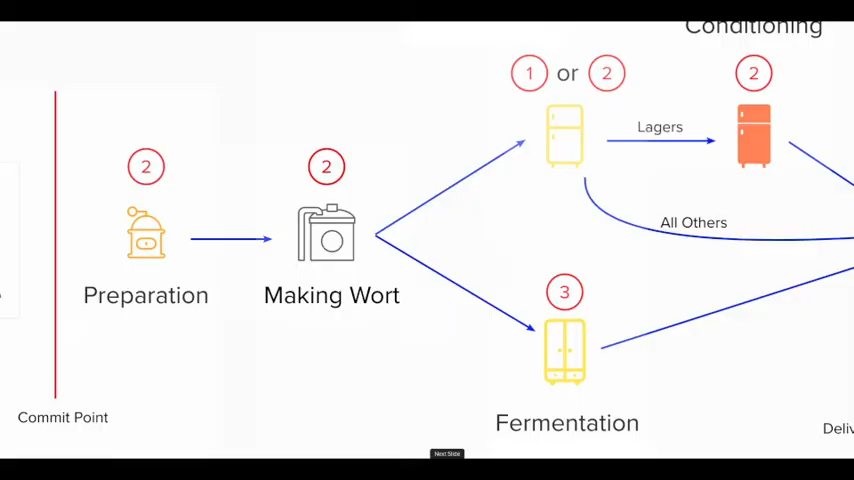 Conditioning
1 or 2
2
Lagers
2
2
All Others
Preparation
Making Wort
3
Commit Point
Fermentation
Deliv
Next Slide